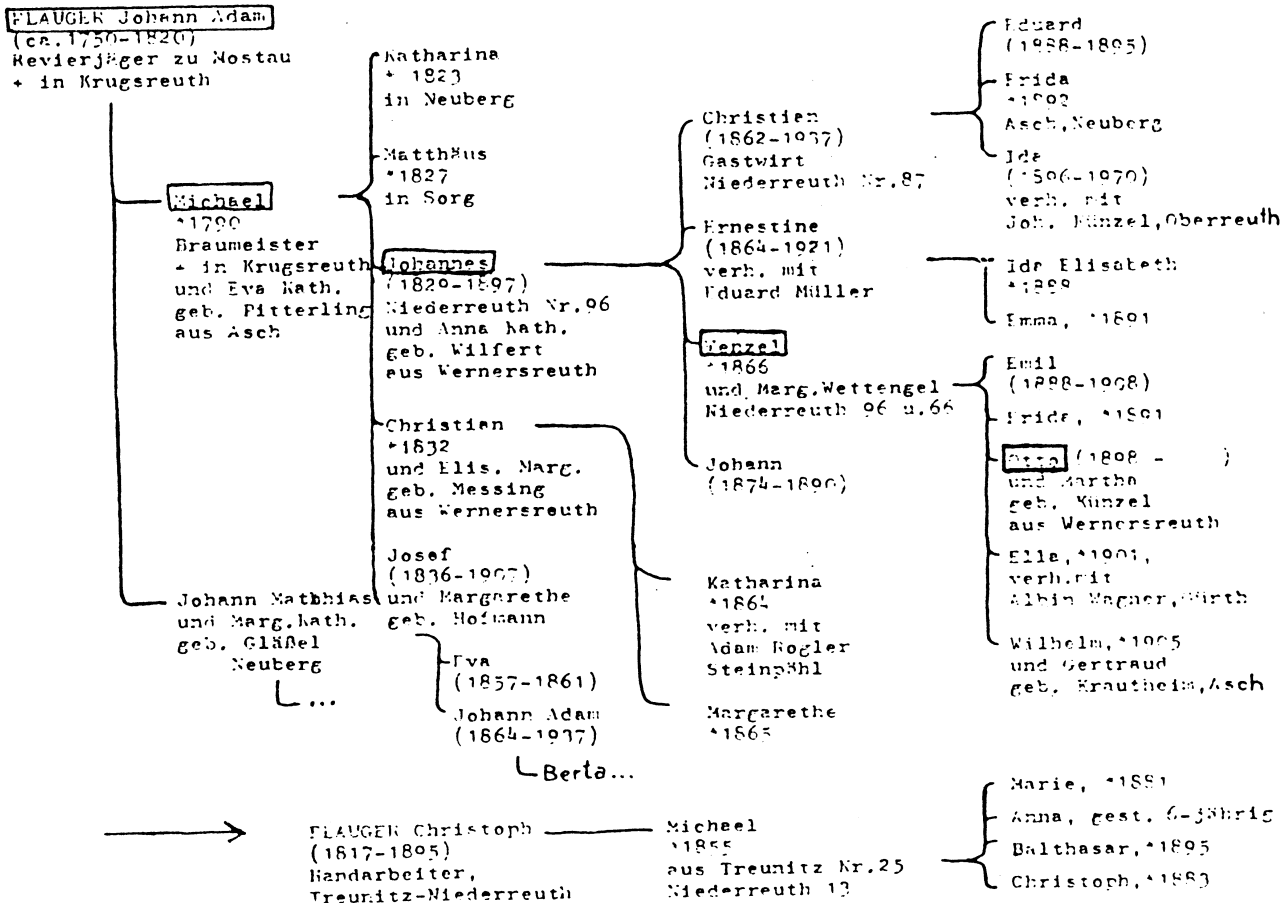 FLAUGER Johann Adam
(ca.1750-1820)
Revierjäger zu Mostau
+ in Krugsreuth
Michael
*1790
Braumeister
+ in Krugsreuth
und Eva Kath.
geb. Pitterling
aus Asch
Johann Matbhias
und Marg.Kath.
geb. Gläßel
Neuberg
...
Katharina
* 1823
in Neuberg
Matthäus
*1827
in Sorg
Johannes
(1829-1897)
Niederreuth Nr.96
und Anna Kath.
geb. Wilfert
aus Wernersreuth
Christian
*1832
und Elis. Marg.
geb. Messing
aus Wernersreuth
Josef
(1836-1907)
und Margarethe
geb. Hofmann
Eva
(1857-1861)
Johann Adam
(1864-1937)
Berta...
Christien
(1862-1937)
Gastwirt
Niederreuth Nr.87
Ernestine
(1864-1921)
verh. mit
Eduard Müller
Wenzel
*1866
und Marg.Wettengel
Niederreuth 96 u.66
Johann
(1874-1890)
Katharina
*1864
verh. mit
Adam Rogler
Steinpöhl
Margarethe
*1865
Eduard
(1888-1895)
Frida
Asch,Neuberg
Ida
(1896-1970)
verh. mit
Joh. Künzel,Oberreuth
Ida Elisabeth
Emma, *1891
Emil
(1888-1908)
Frida, *1891
Otto (1898 - )
und Martha
geb. Künzel
aus Wernersreuth
Ella,*1901,
verh.mit
Albin Wagner,
Wilhelm,*1905
und Gertraud
geb. Krautheim,Asch
FLAUGER Christoph
(1817-1895)
Handarbeiter,
Treunitz-Niederreuth
Michael
*1855
aus Treunitz Nr.25
Niederreuth 13
Marie, *1881
Anna, gest. 6-jährig
Balthasar,*1895
Christoph,*1883